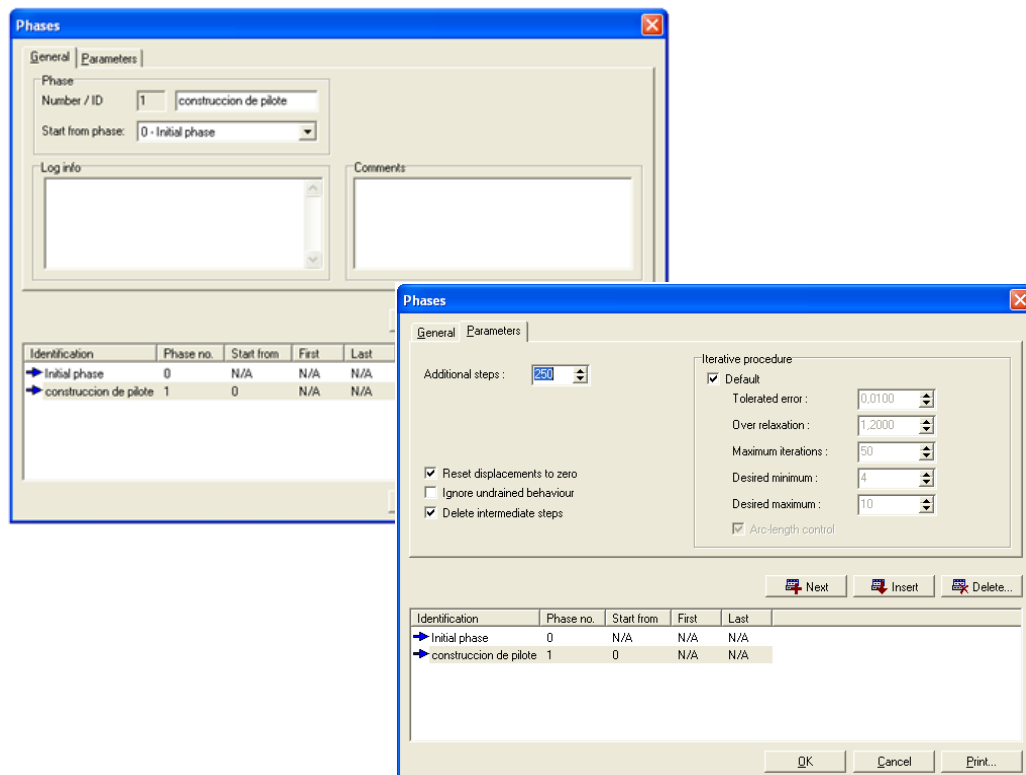 Phases
General Parameters
Phase
Number / ID 1 construccion de pilote
Start from phase: 0 - Initial phase
Log info Comments
Identification Phase no. Start from First Last
Initial phase 0 N/A N/A N/A
construccion de pilote 1 0 N/A N/A
Phases
General Parameters
Additional steps : 250
Reset displacements to zero
Ignore undrained behaviour
Delete intermediate steps
Iterative procedure
Default
Tolerated error : 0,0100
Over relaxation : 1,2000
Maximum iterations : 50
Desired minimum : 4
Desired maximum : 10
Arc-length control
Next Insert Delete...
Identification Phase no. Start from First Last
Initial phase 0 N/A N/A N/A
construccion de pilote 1 0 N/A N/A
OK Cancel Print...